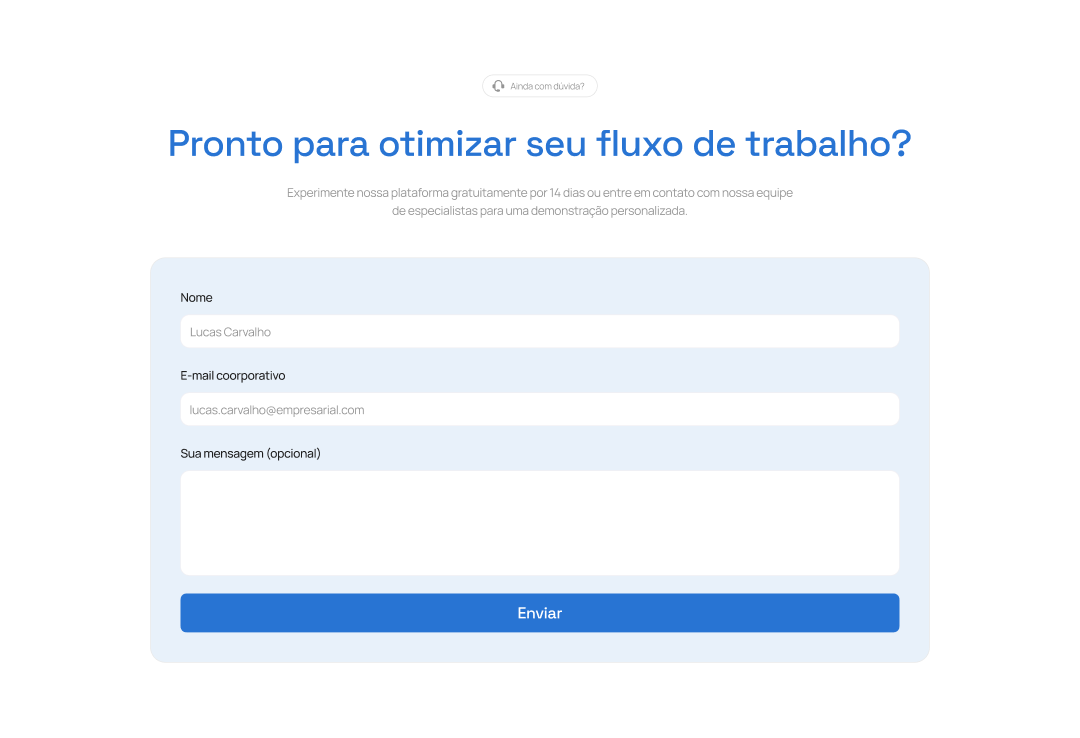 Ainda com dúvida?
Pronto para otimizar seu fluxo de trabalho?
Experimente nossa plataforma gratuitamente por 14 dias ou entre em contato com nossa equipe
de especialistas para uma demonstração personalizada.
Nome
Lucas Carvalho
E-mail coorporativo
lucas.carvalho@empresarial.com
Sua mensagem (opcional)
Enviar